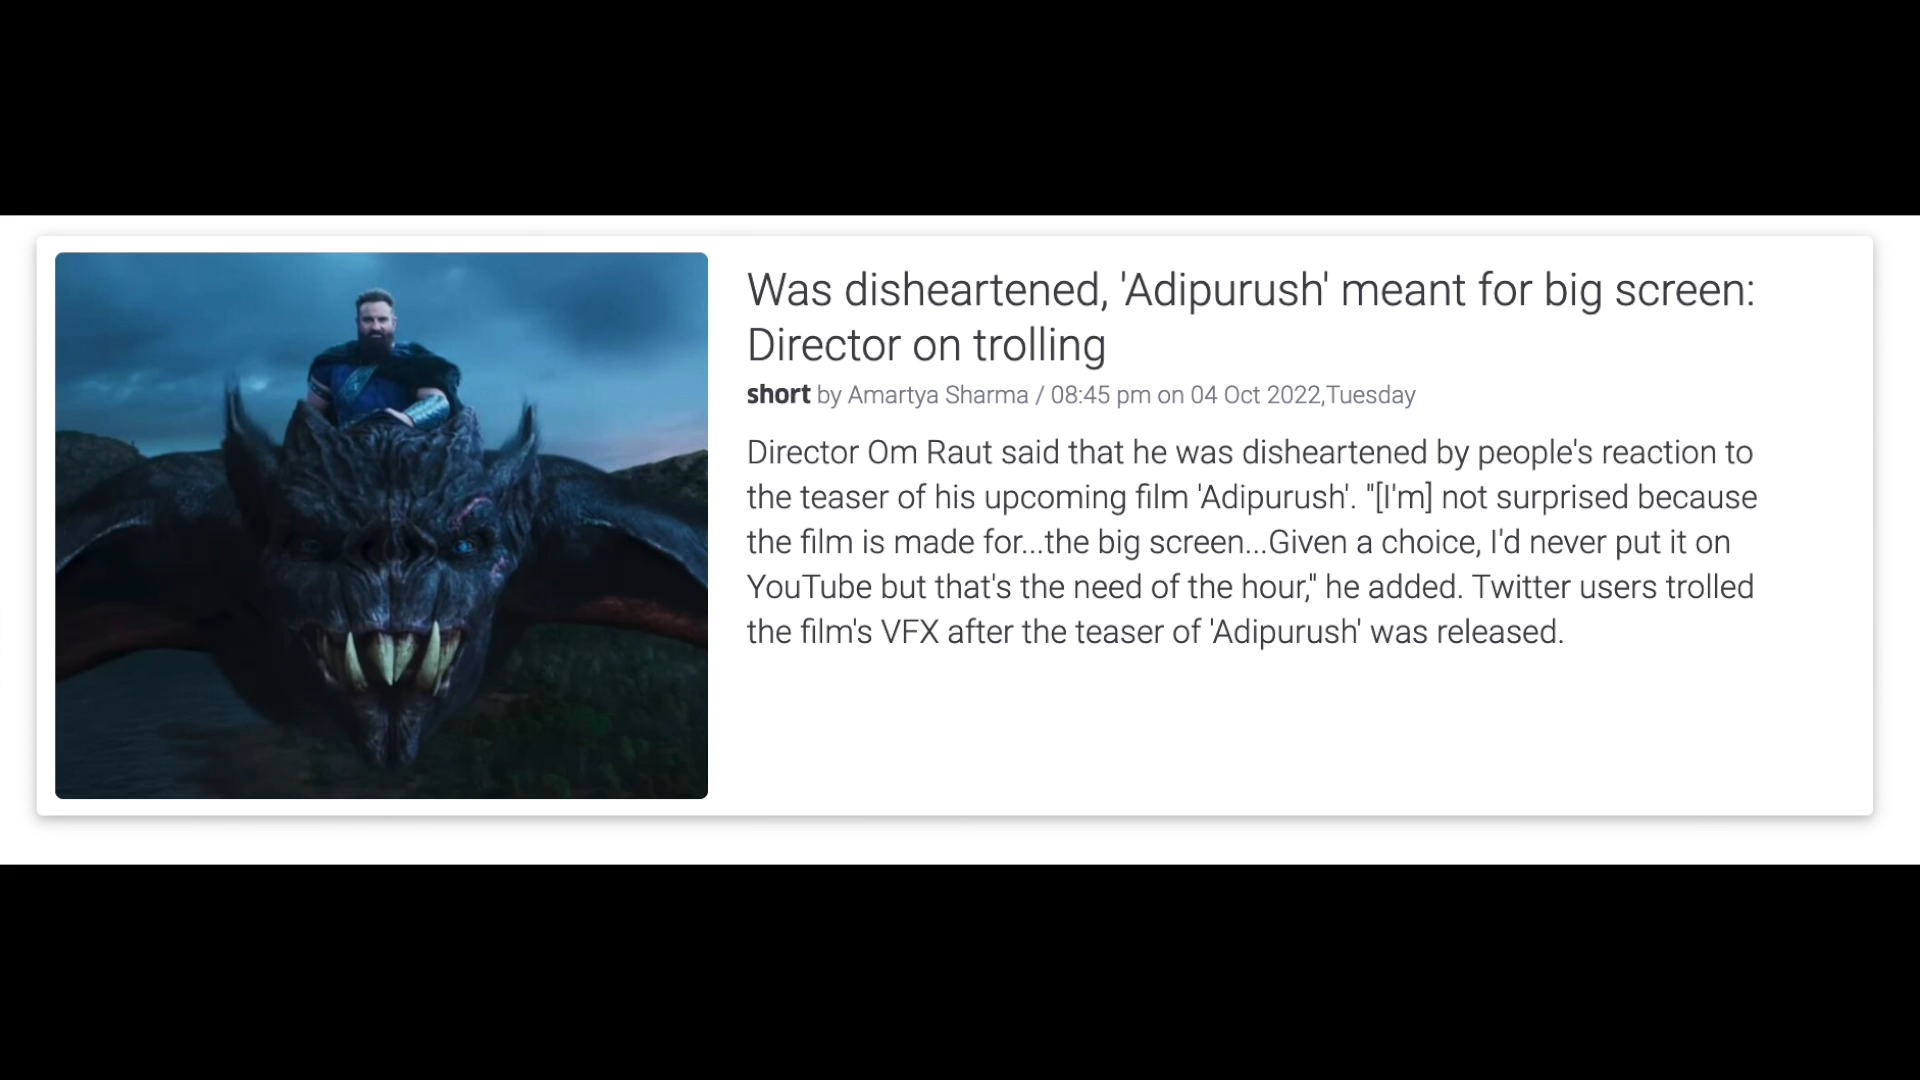 Was disheartened, 'Adipurush' meant for big screen:
Director on trolling
short by Amartya Sharma / 08:45 pm on 04 Oct 2022,Tuesday
Director Om Raut said that he was disheartened by people's reaction to
the teaser of his upcoming film 'Adipurush'. "[I'm] not surprised because
the film is made for...the big screen...Given a choice, I'd never put it on
YouTube but that's the need of the hour," he added. Twitter users trolled
the film's VFX after the teaser of 'Adipurush' was released.